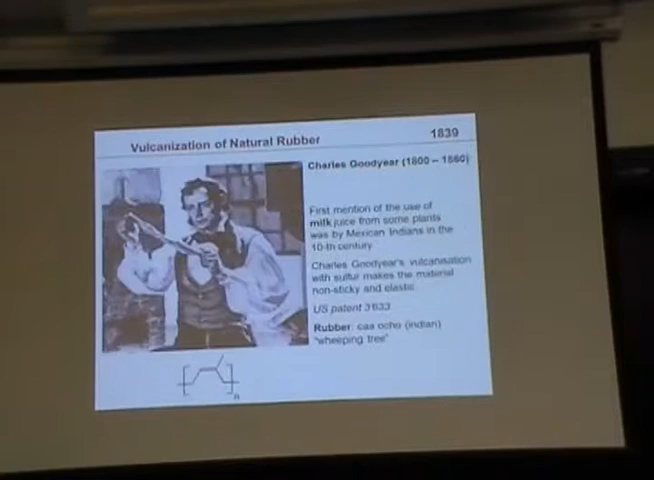 Vulcanization of Natural Rubber 1839
Charles Goodyear (1800 – 1860)
First mention of the use of
milk juice from some plants
was by Mexican Indians in the
10-th century
Charles Goodyear's vulcanisation
with sulfur makes the material
non-sticky and elastic.
US patent 3'633
Rubber: caa ocho (indian)
"wheeping tree"
n